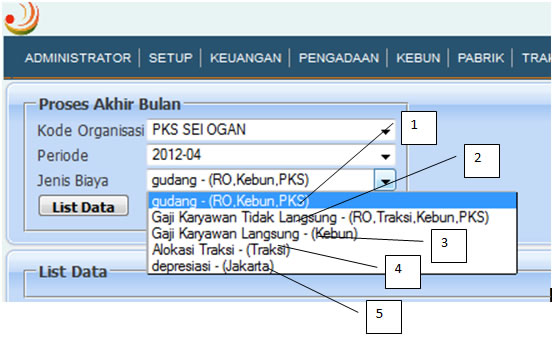 ADMINISTRATOR SETUP KEUANGAN PENGADAAN KEBUN PABRIK TRAK
Proses Akhir Bulan
Kode Organisasi PKS SEI OGAN
Periode 2012-04
Jenis Biaya gudang - (RO,Kebun,PKS)
gudang - (RO,Kebun,PKS)
Gaji Karyawan Tidak Langsung - (RO,Traksi,Kebun,PKS)
Gaji Karyawan Langsung - (Kebun)
Alokasi Traksi - (Traksi)
depresiasi - (Jakarta)
List Data
List Data
1
2
3
4
5